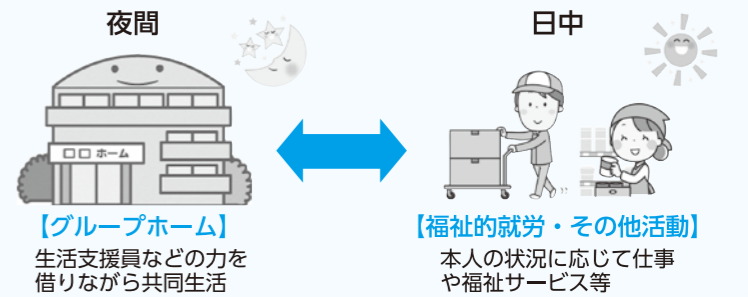 夜間
日中
□□ホーム
【グループホーム】
生活支援員などの力を
借りながら共同生活
【福祉的就労・その他活動】
本人の状況に応じて仕事
や福祉サービス等